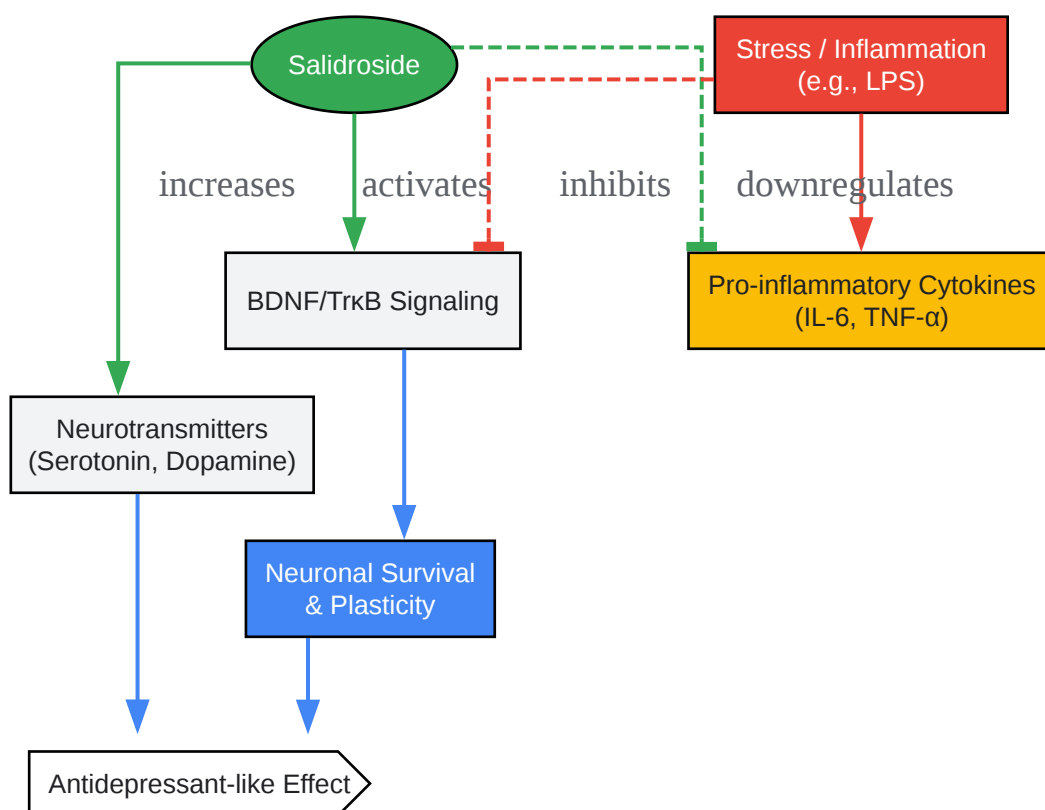 Salidroside
Stress / Inflammation
(e.g., LPS)
increases
activates
inhibits
downregulates
BDNF/TrκB Signaling
Pro-inflammatory Cytokines
(IL-6, TNF-α)
Neurotransmitters
(Serotonin, Dopamine)
Neuronal Survival
& Plasticity
Antidepressant-like Effect